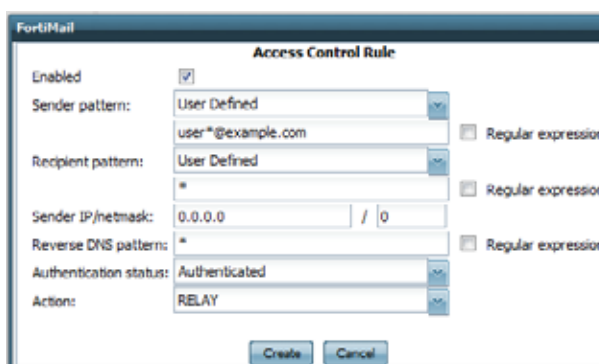 FortiMail
Access Control Rule
Enabled
Sender pattern: User Defined
user*@example.com Regular expression
Recipient pattern: User Defined
* Regular expression
Sender IP/netmask: 0.0.0.0 / 0
Reverse DNS pattern: * Regular expression
Authentication status: Authenticated
Action: RELAY
Create Cancel